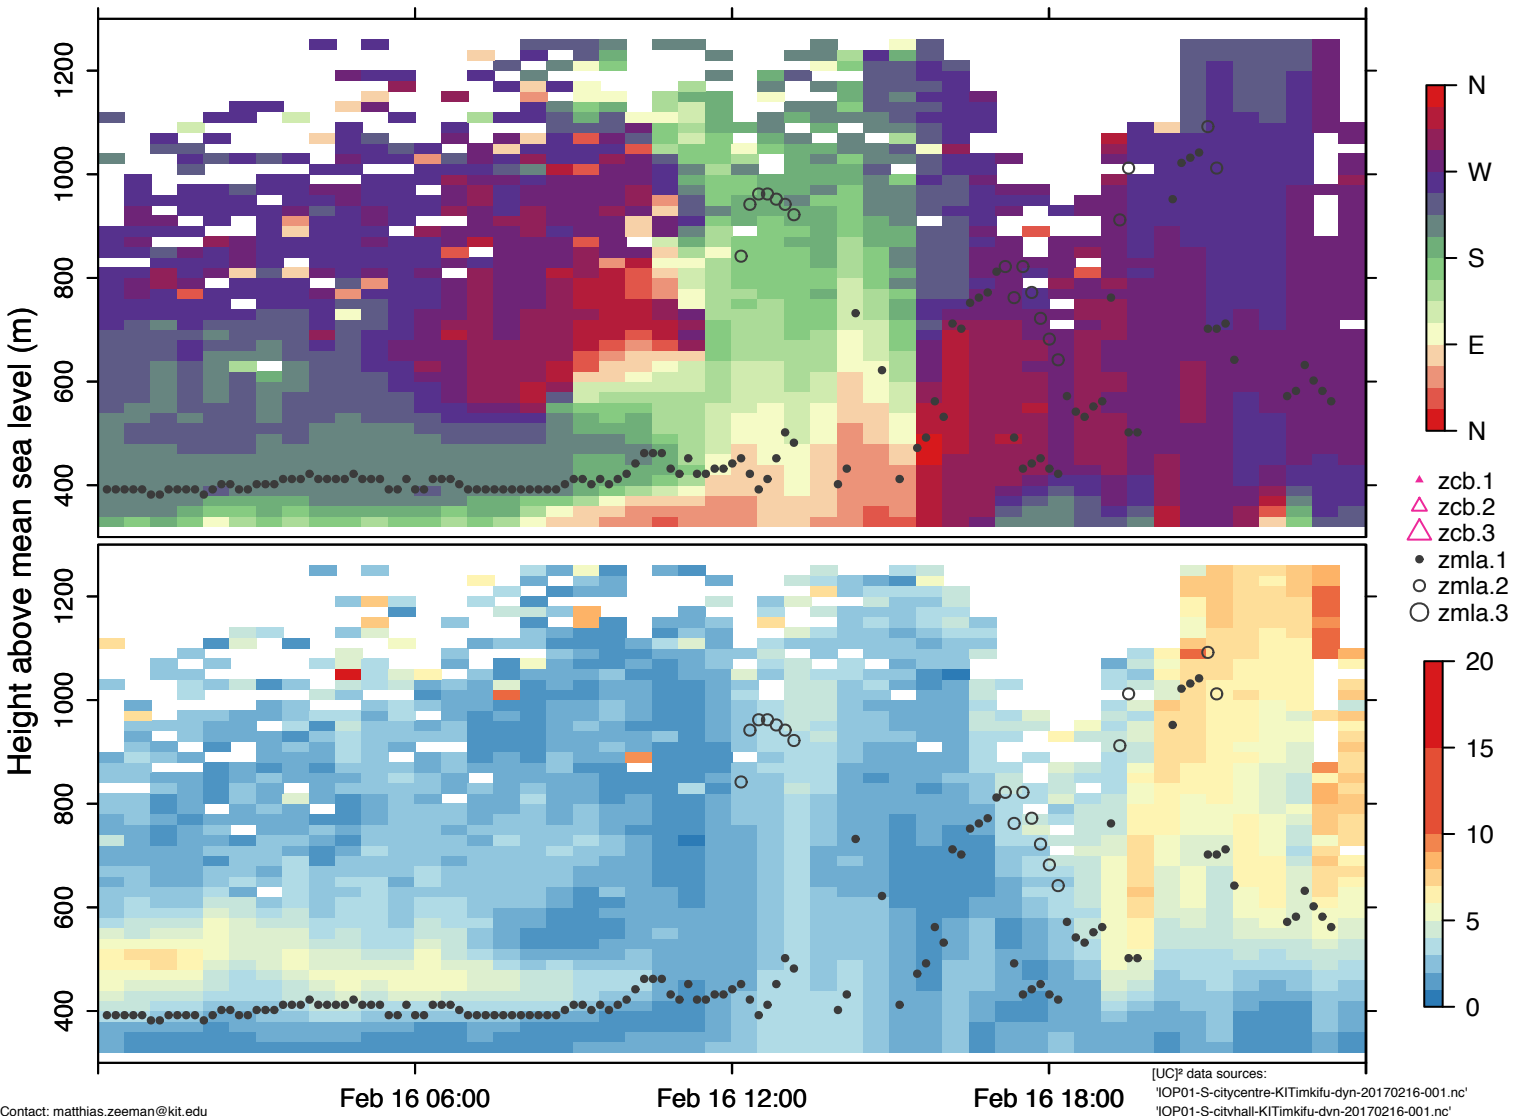 Height above mean sea level (m)
1200
1000
800
600
400
N
W
S
E
N
zcb.1
zcb.2
zcb.3
zmla.1
zmla.2
zmla.3
1200
1000
800
600
400
20
15
10
5
0
Feb 16 06:00
Feb 16 12:00
Feb 16 18:00
[UC]² data sources:
'IOP01-S-citycentre-KITimkifu-dyn-20170216-001.nc'
'IOP01-S-cityhall-KITimkifu-dyn-20170216-001.nc'
Contact: matthias.zeeman@kit.edu